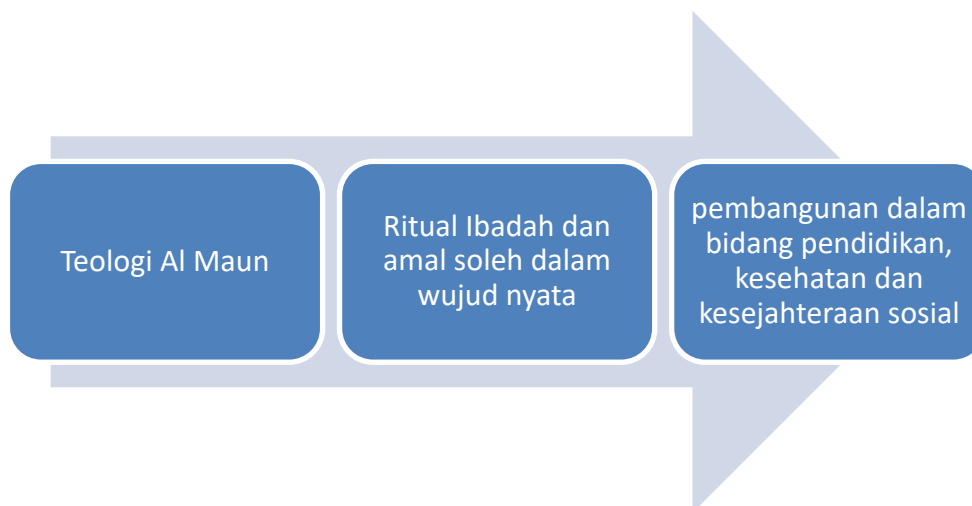 Teologi Al Maun
Ritual Ibadah dan
amal soleh dalam
wujud nyata
pembangunan dalam
bidang pendidikan,
kesehatan dan
kesejahteraan sosial